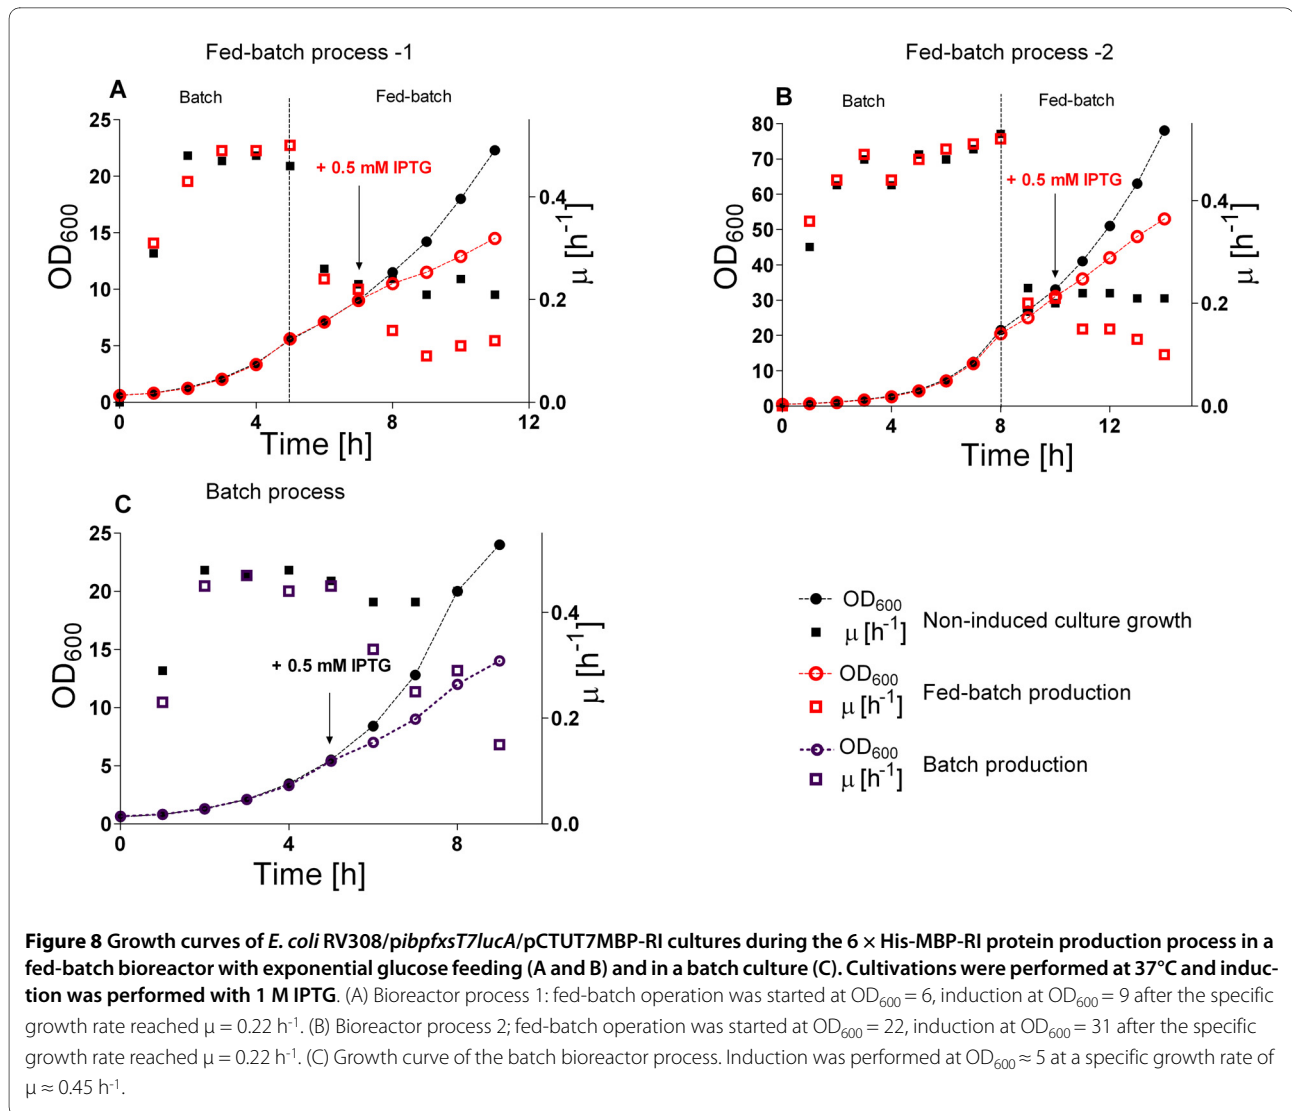 Fed-batch process -1
A
Batch
Fed-batch
25
20
15
10
5
0
OD600
+ 0.5 mM IPTG
0.4
0.2
0.0
μ [h-1]
0 4 8 12
Time [h]
Fed-batch process -2
B
Batch
Fed-batch
80
70
60
50
40
30
20
10
0
OD600
+ 0.5 mM IPTG
0.4
0.2
0.0
μ [h-1]
0 4 8 12
Time [h]
C
Batch process
25
20
15
10
5
0
OD600
+ 0.5 mM IPTG
0.4
0.2
0.0
μ [h-1]
0 4 8
Time [h]
OD600
μ [h-1]
Non-induced culture growth
OD600
μ [h-1]
Fed-batch production
OD600
μ [h-1]
Batch production
Figure 8 Growth curves of E. coli RV308/pibpfxsT7lucA/pCTUT7MBP-RI cultures during the 6 × His-MBP-RI protein production process in a
fed-batch bioreactor with exponential glucose feeding (A and B) and in a batch culture (C). Cultivations were performed at 37°C and induc-
tion was performed with 1 M IPTG. (A) Bioreactor process 1: fed-batch operation was started at OD600 = 6, induction at OD600 = 9 after the specific
growth rate reached μ = 0.22 h-1. (B) Bioreactor process 2; fed-batch operation was started at OD600 = 22, induction at OD600 = 31 after the specific
growth rate reached μ = 0.22 h-1. (C) Growth curve of the batch bioreactor process. Induction was performed at OD600 ≈ 5 at a specific growth rate of
μ ≈ 0.45 h-1.